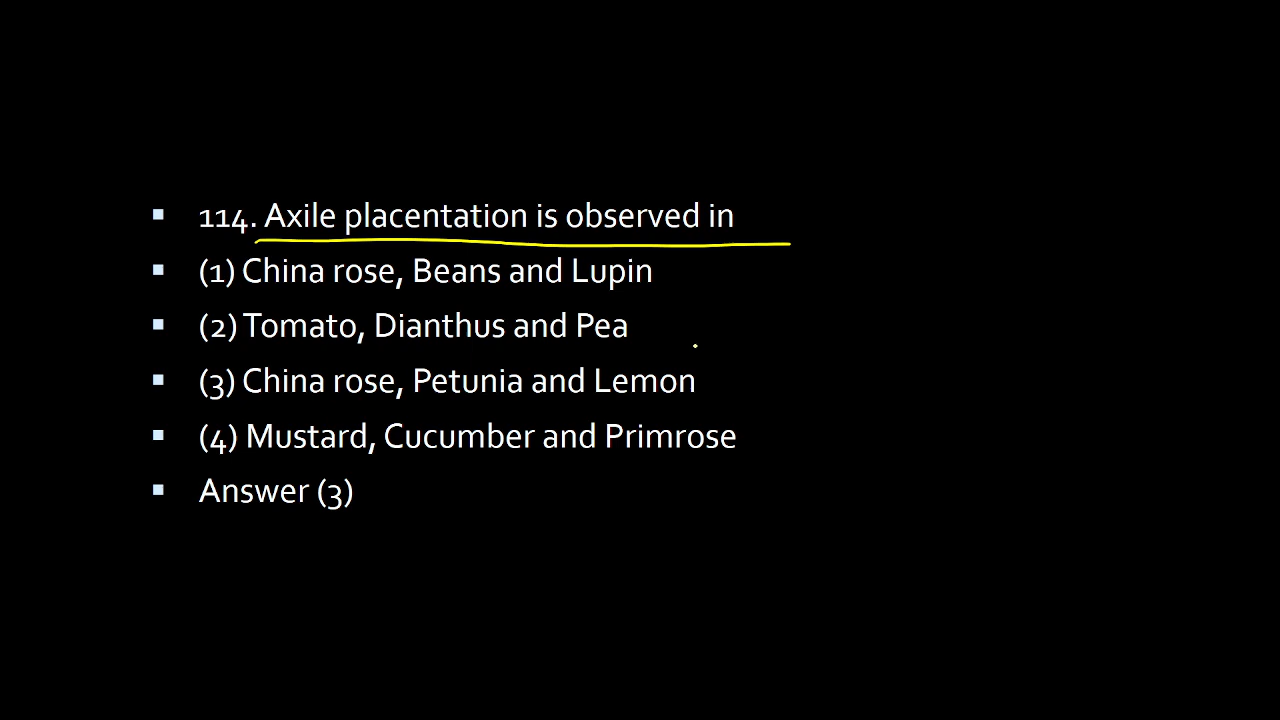 ▪ 114. Axile placentation is observed in
▪ (1) China rose, Beans and Lupin
▪ (2) Tomato, Dianthus and Pea
▪ (3) China rose, Petunia and Lemon
▪ (4) Mustard, Cucumber and Primrose
▪ Answer (3)